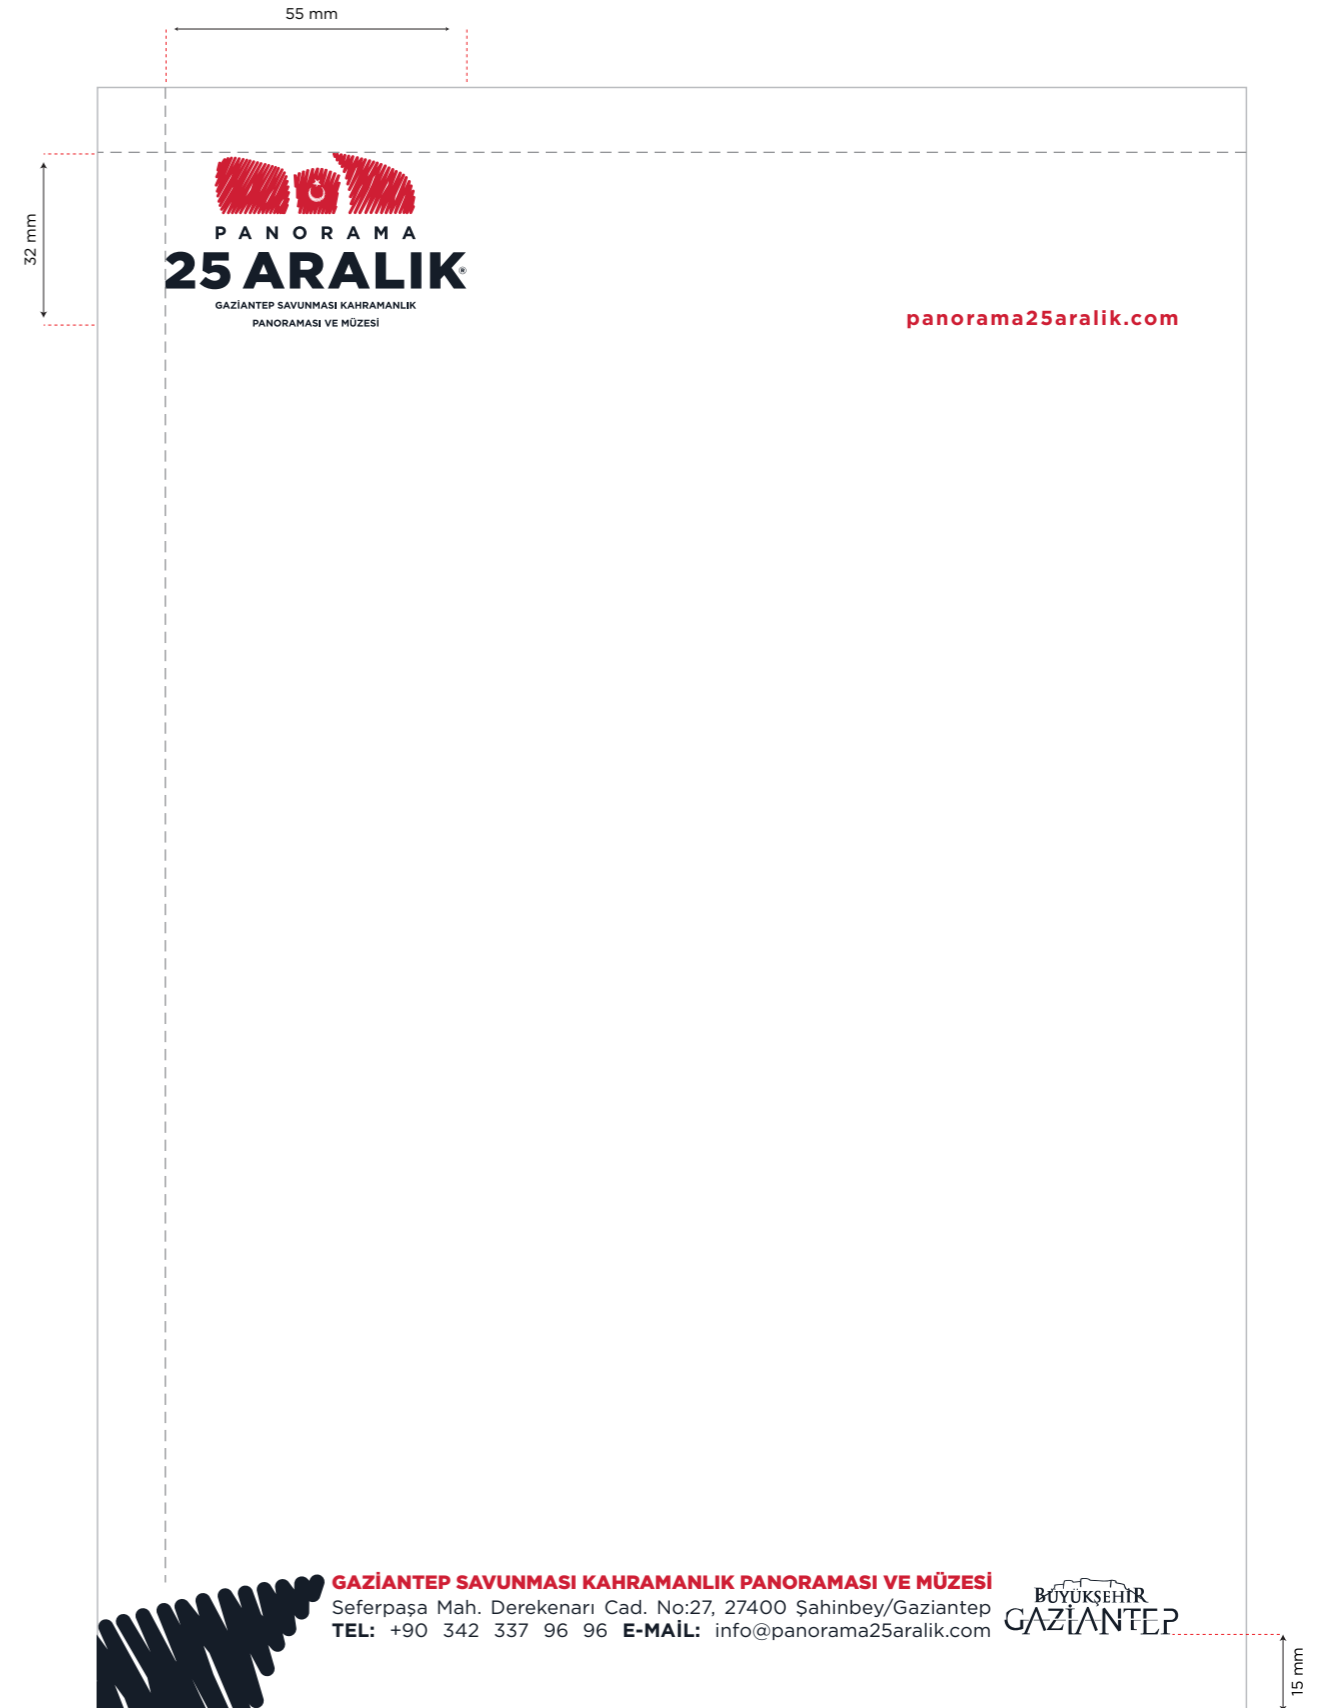 55 mm
32 mm
PANORAMA
25 ARALIK®
GAZİANTEP SAVUNMASI KAHRAMANLIK
PANORAMASI VE MÜZESİ
panorama25aralik.com
GAZİANTEP SAVUNMASI KAHRAMANLIK PANORAMASI VE MÜZESİ
Seferpaşa Mah. Derekenarı Cad. No:27, 27400 Şahinbey/Gaziantep
TEL: +90 342 337 96 96 E-MAİL: info@panorama25aralik.com
BÜYÜKŞEHİR
GAZİANTEP
15 mm